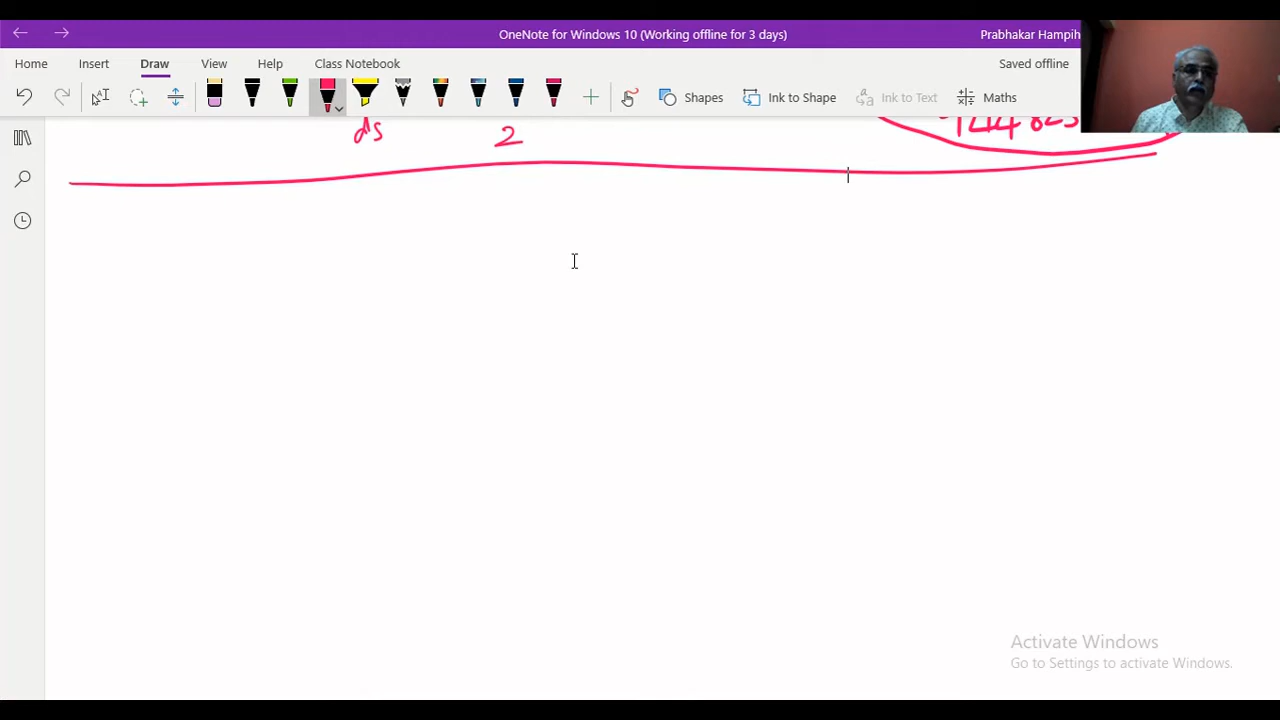 OneNote for Windows 10 (Working offline for 3 days)
Prabhakar Hampih
Home Insert Draw View Help Class Notebook Saved offline
Shapes Ink to Shape Ink to Text Maths
ds 2
Activate Windows
Go to Settings to activate Windows.